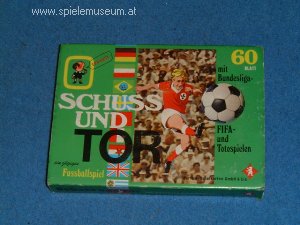 www.spielemuseum.at
60
BLATT
mit Bundesliga-
SCHUSS
UND
TOR
FIFA-
und
Totospielen
Fussballspiel